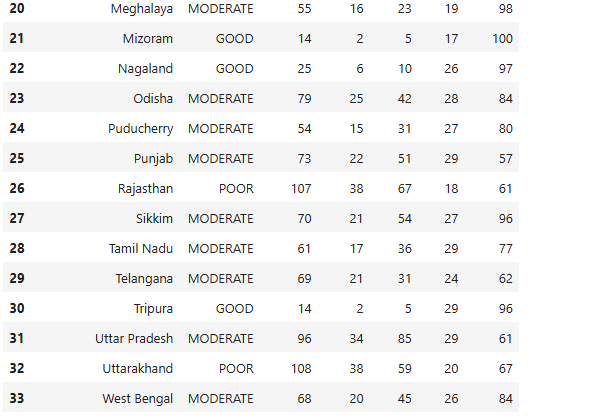 20 Meghalaya MODERATE 55 16 23 19 98
21 Mizoram GOOD 14 2 5 17 100
22 Nagaland GOOD 25 6 10 26 97
23 Odisha MODERATE 79 25 42 28 84
24 Puducherry MODERATE 54 15 31 27 80
25 Punjab MODERATE 73 22 51 29 57
26 Rajasthan POOR 107 38 67 18 61
27 Sikkim MODERATE 70 21 54 27 96
28 Tamil Nadu MODERATE 61 17 36 29 77
29 Telangana MODERATE 69 21 31 24 62
30 Tripura GOOD 14 2 5 29 96
31 Uttar Pradesh MODERATE 96 34 85 29 61
32 Uttarakhand POOR 108 38 59 20 67
33 West Bengal MODERATE 68 20 45 26 84